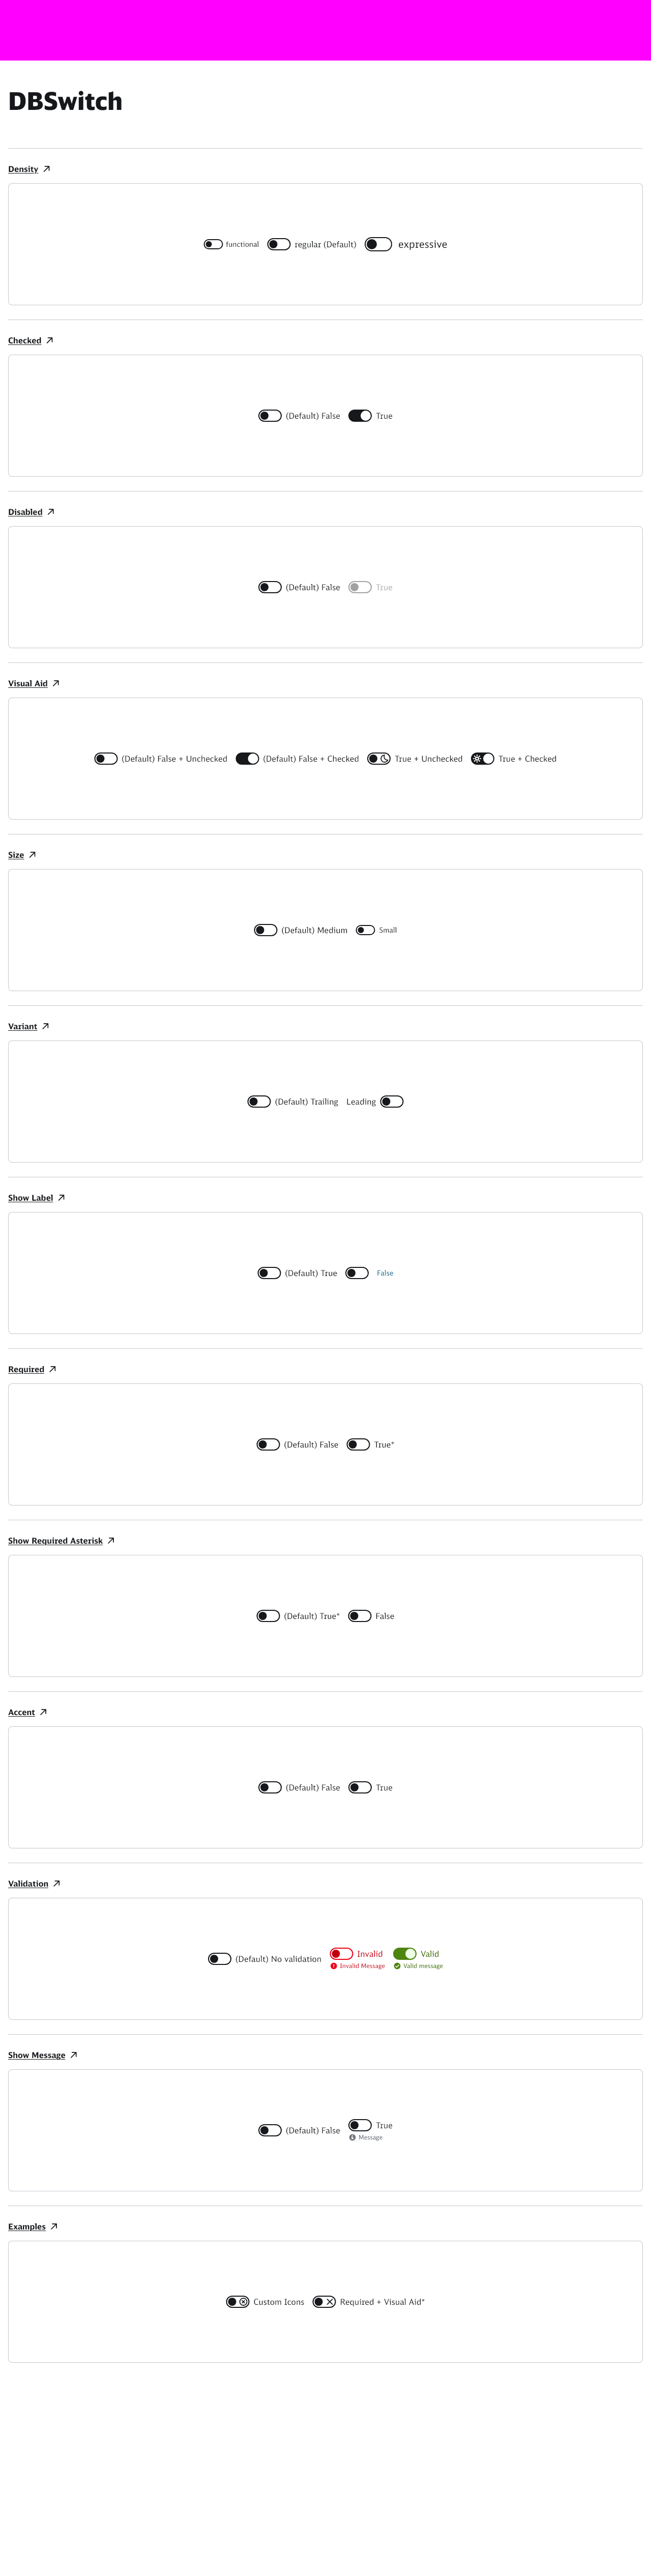 DBSwitch
Density
functional regular (Default) expressive
Checked
(Default) False True
Disabled
(Default) False True
Visual Aid
(Default) False + Unchecked (Default) False + Checked True + Unchecked True + Checked
Size
(Default) Medium Small
Variant
(Default) Trailing Leading
Show Label
(Default) True False
Required
(Default) False True*
Show Required Asterisk
(Default) True* False
Accent
(Default) False True
Validation
(Default) No validation Invalid Valid
Invalid Message Valid message
Show Message
(Default) False True
Message
Examples
Custom Icons Required + Visual Aid*